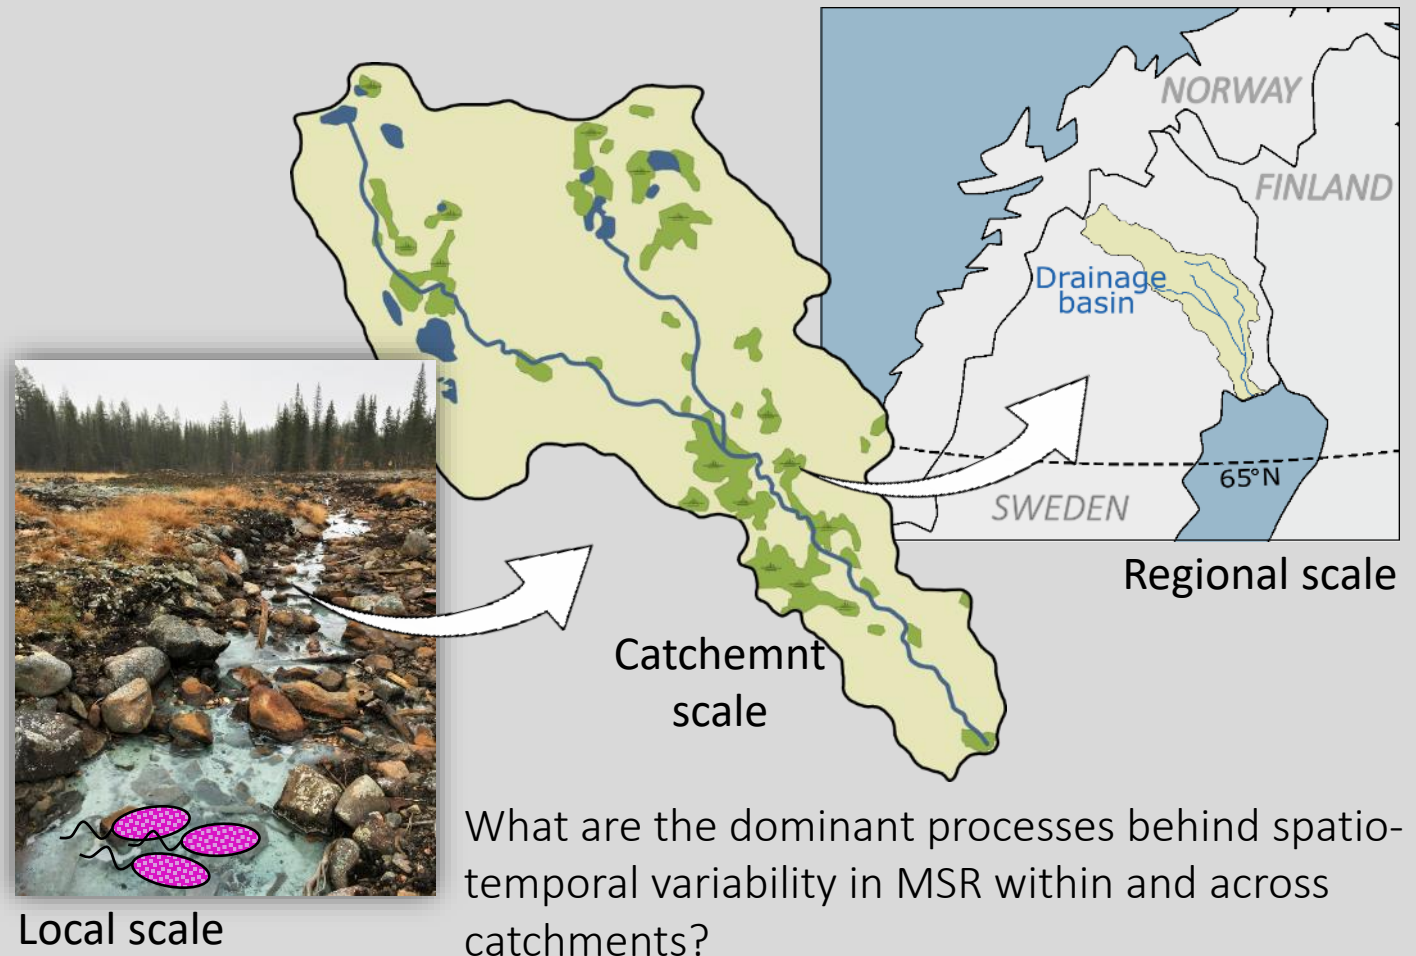 NORWAY
FINLAND
Drainage
basin
65°N
SWEDEN
Regional scale
Catchemnt
scale
What are the dominant processes behind spatio-
temporal variability in MSR within and across
catchments?
Local scale